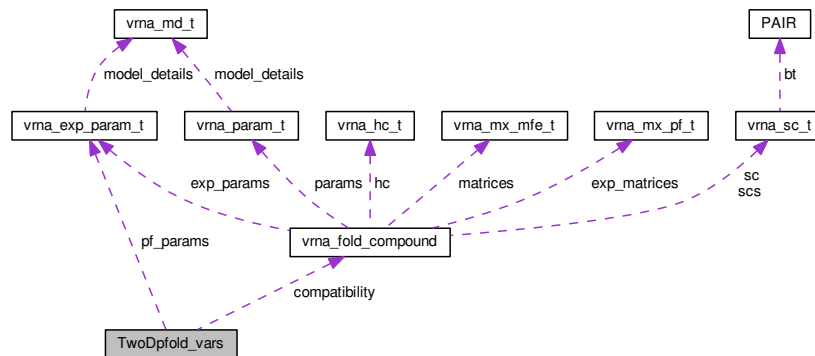 vrna_md_t
PAIR
model_details
model_details
bt
vrna_exp_param_t
vrna_param_t
vrna_hc_t
vrna_mx_mfe_t
vrna_mx_pf_t
vrna_sc_t
exp_params
params
hc
matrices
exp_matrices
sc
scs
pf_params
vrna_fold_compound
compatibility
TwoDpfold_vars